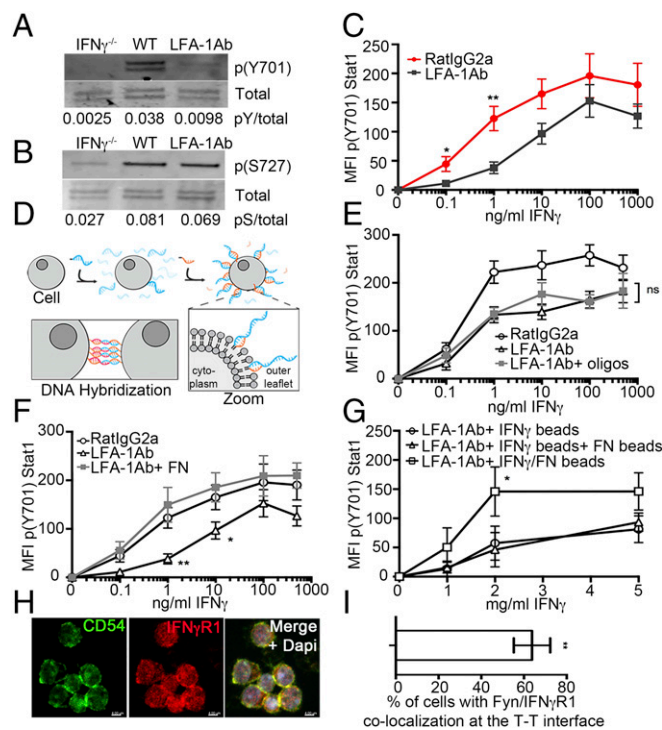 A
IFNγ-/- WT LFA-1Ab
p(Y701)
Total
0.0025 0.038 0.0098 pY/total
B
p(S727)
Total
0.027 0.081 0.069 pS/total
C
MFI p(Y701) Stat1
250
200
150
100
50
0
RatIgG2a
LFA-1Ab
*
**
0 0.1 1 10 100 1000
ng/ml IFNγ
D
Cell
DNA Hybridization
cyto-
plasm
outer
leaflet
Zoom
E
MFI p(Y701) Stat1
300
200
100
0
ns
RatIgG2a
LFA-1Ab
LFA-1Ab+ oligos
0 0.1 1 10 100 1000
ng/ml IFNγ
F
MFI p(Y701) Stat1
300
200
100
0
RatIgG2a
LFA-1Ab
LFA-1Ab+ FN
**
*
0 0.1 1 10 100 1000
ng/ml IFNγ
G
MFI p(Y701) Stat1
250
200
150
100
50
0
LFA-1Ab+ IFNγ beads
LFA-1Ab+ IFNγ beads+ FN beads
LFA-1Ab+ IFNγ/FN beads
*
0 1 2 3 4 5
mg/ml IFNγ
H
CD54
IFNγR1
Merge
+ Dapi
I
**
0 20 40 60 80
% of cells with Fyn/IFNγR1
co-localization at the T-T interface